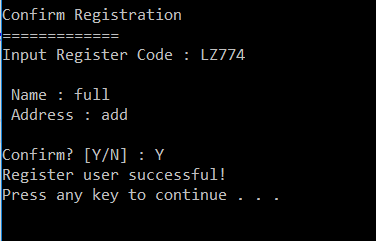 Confirm Registration
=============
Input Register Code : LZ774
Name : full
Address : add
Confirm? [Y/N] : Y
Register user successful!
Press any key to continue . . .